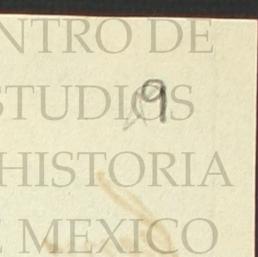 NTRO DE
9
STUDIOS
HISTORIA
E MEXICO